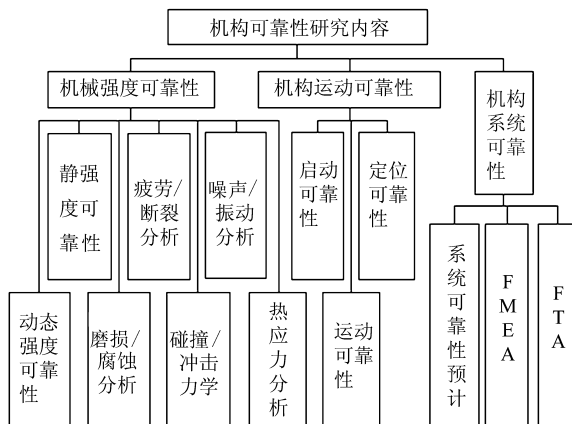 机构可靠性研究内容
机械强度可靠性
机构运动可靠性
机构
系统
可靠
性
静强
度可
靠性
疲劳/
断裂
分析
噪声/
振动
分析
启动
可靠
性
定位
可靠
性
动态
强度
可靠
性
磨损/
腐蚀
分析
碰撞/
冲击
力学
热
应
力
分
析
运动
可靠
性
系
统
可
靠
性
预
计
F
M
E
A
F
T
A